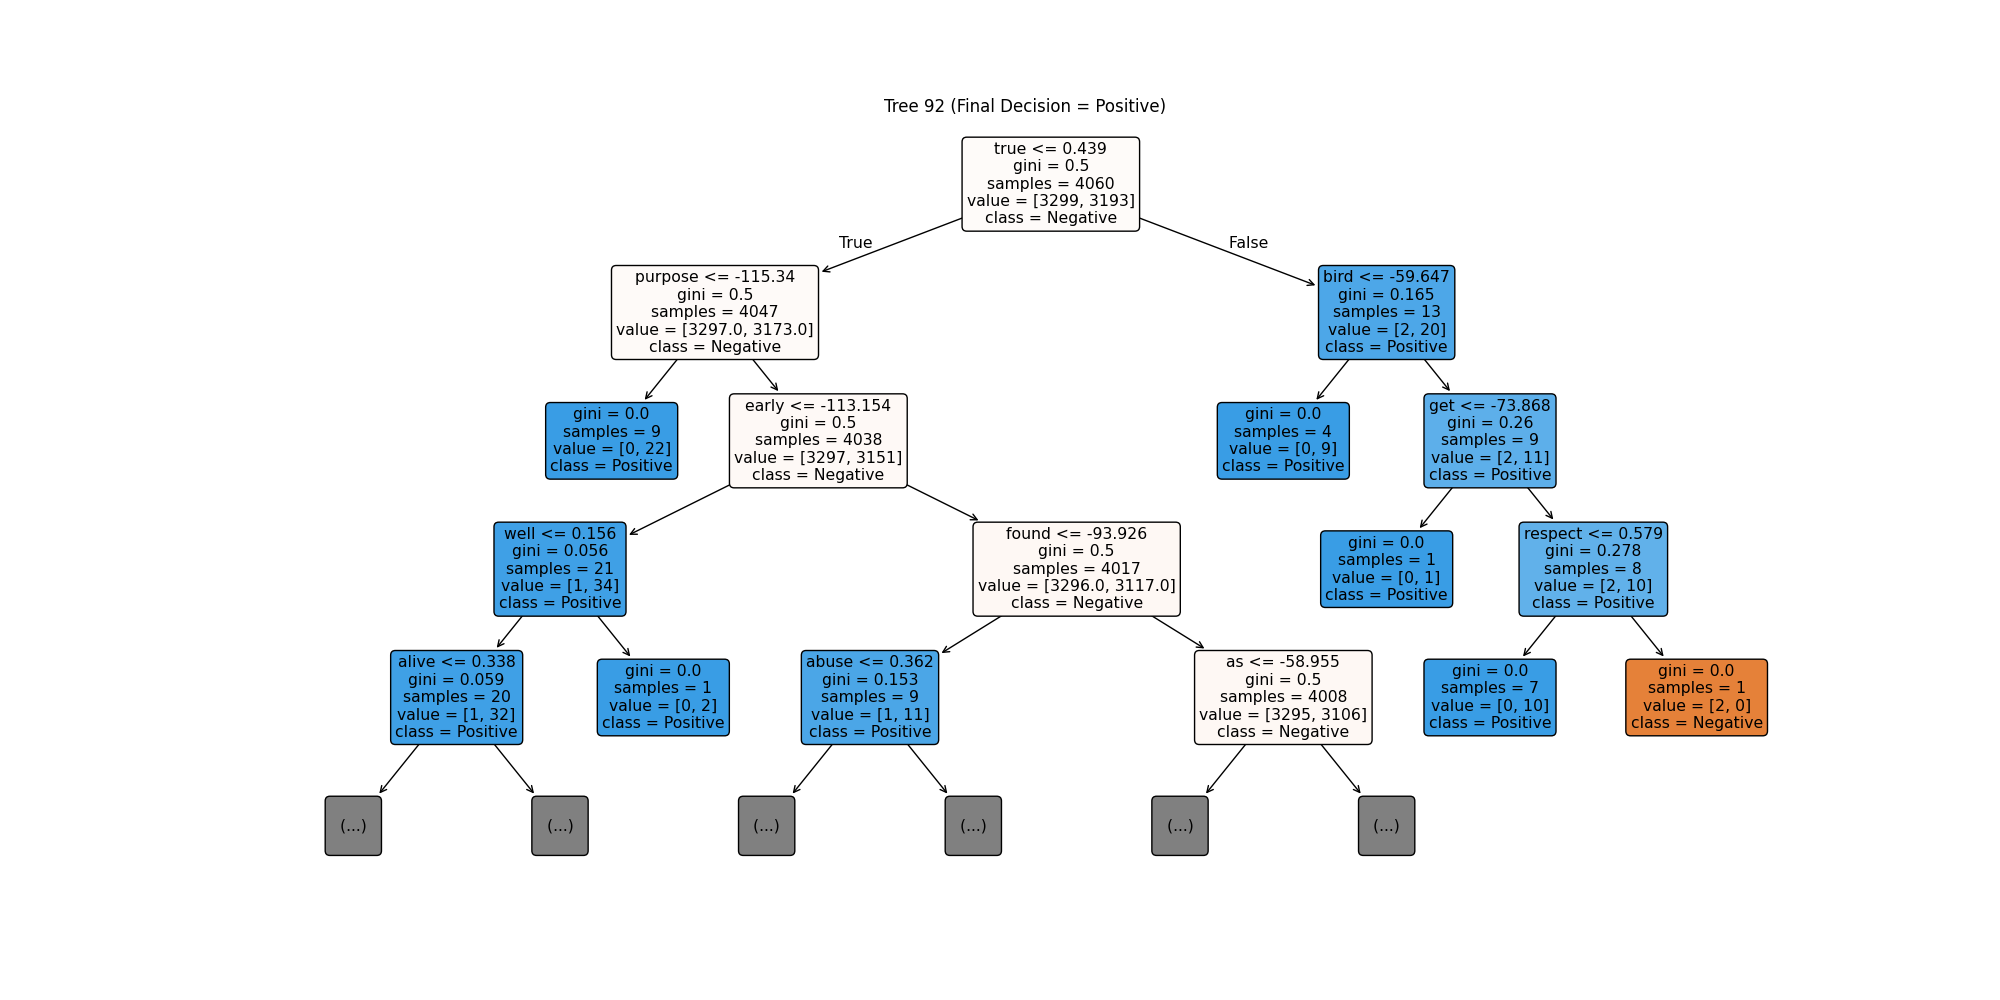 Tree 92 (Final Decision = Positive)
true <= 0.439
gini = 0.5
samples = 4060
value = [3299, 3193]
class = Negative
True
False
purpose <= -115.34
gini = 0.5
samples = 4047
value = [3297.0, 3173.0]
class = Negative
bird <= -59.647
gini = 0.165
samples = 13
value = [2, 20]
class = Positive
gini = 0.0
samples = 9
value = [0, 22]
class = Positive
early <= -113.154
gini = 0.5
samples = 4038
value = [3297, 3151]
class = Negative
gini = 0.0
samples = 4
value = [0, 9]
class = Positive
get <= -73.868
gini = 0.26
samples = 9
value = [2, 11]
class = Positive
well <= 0.156
gini = 0.056
samples = 21
value = [1, 34]
class = Positive
found <= -93.926
gini = 0.5
samples = 4017
value = [3296.0, 3117.0]
class = Negative
gini = 0.0
samples = 1
value = [0, 1]
class = Positive
respect <= 0.579
gini = 0.278
samples = 8
value = [2, 10]
class = Positive
alive <= 0.338
gini = 0.059
samples = 20
value = [1, 32]
class = Positive
gini = 0.0
samples = 1
value = [0, 2]
class = Positive
abuse <= 0.362
gini = 0.153
samples = 9
value = [1, 11]
class = Positive
as <= -58.955
gini = 0.5
samples = 4008
value = [3295, 3106]
class = Negative
gini = 0.0
samples = 7
value = [0, 10]
class = Positive
gini = 0.0
samples = 1
value = [2, 0]
class = Negative
(...)
(...)
(...)
(...)
(...)
(...)